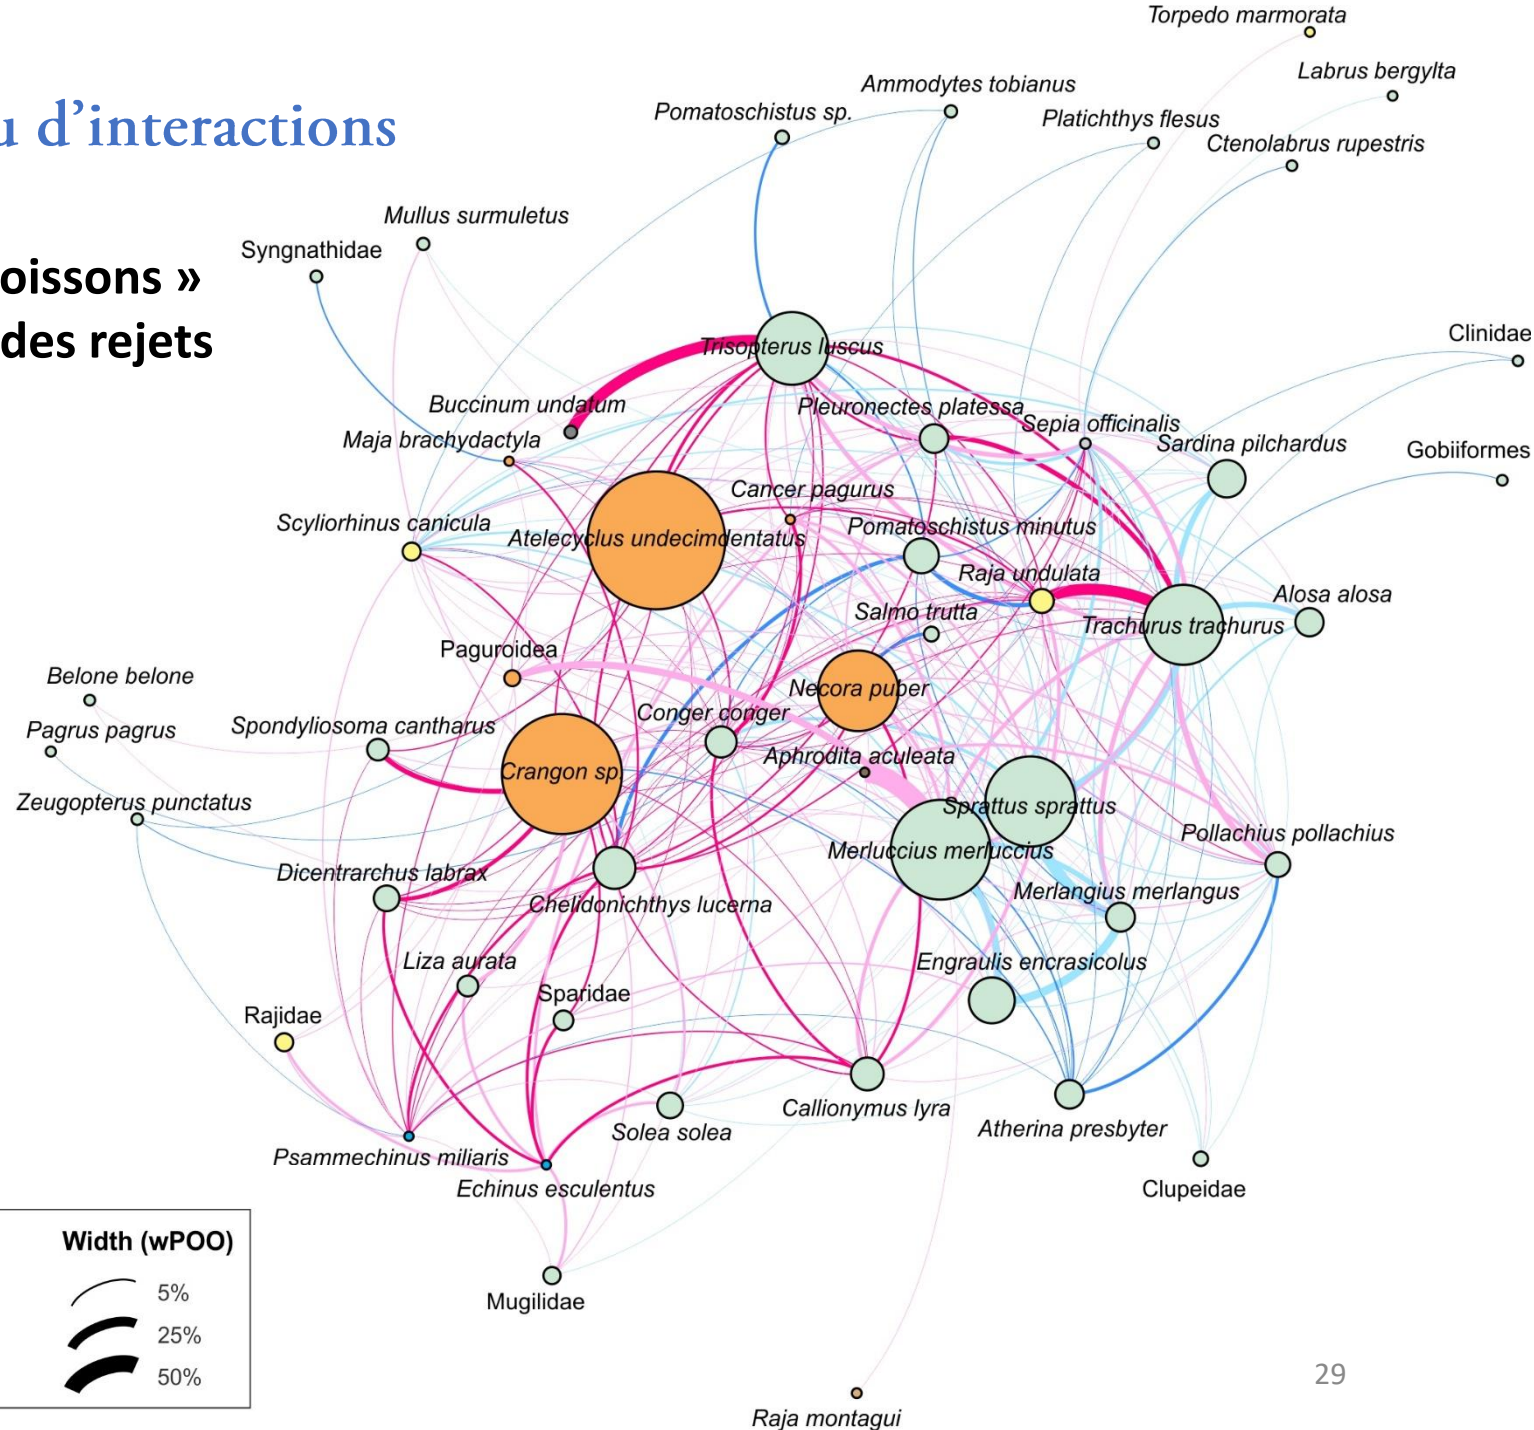 Torpedo marmorata
Labrus bergylta
Ammodytes tobianus
Pomatoschistus sp.
Platichthys flesus
u d’interactions
Ctenolabrus rupestris
Mullus surmuletus
Syngnathidae
oissons »
des rejets
Clinidae
Trisopterus luscus
Buccinum undatum
Pleuronectes platessa
Sepia officinalis
Maja brachydactyla
Sardina pilchardus
Gobiiformes
Cancer pagurus
Scyliorhinus canicula
Pomatoschistus minutus
Atelecyclus undecimdentatus
Raja undulata
Alosa alosa
Salmo trutta
Trachurus trachurus
Paguroidea
Belone belone
Necora puber
Conger conger
Spondyliosoma cantharus
Pagrus pagrus
Aphrodita aculeata
Crangon sp.
Zeugopterus punctatus
Sprattus sprattus
Pollachius pollachius
Merluccius merluccius
Dicentrarchus labrax
Merlangius merlangus
Chelidonichthys lucerna
Liza aurata
Engraulis encrasicolus
Sparidae
Rajidae
Callionymus lyra
Atherina presbyter
Solea solea
Psammechinus miliaris
Echinus esculentus
Clupeidae
Width (wPOO)
5%
25%
50%
Mugilidae
29
Raja montagui